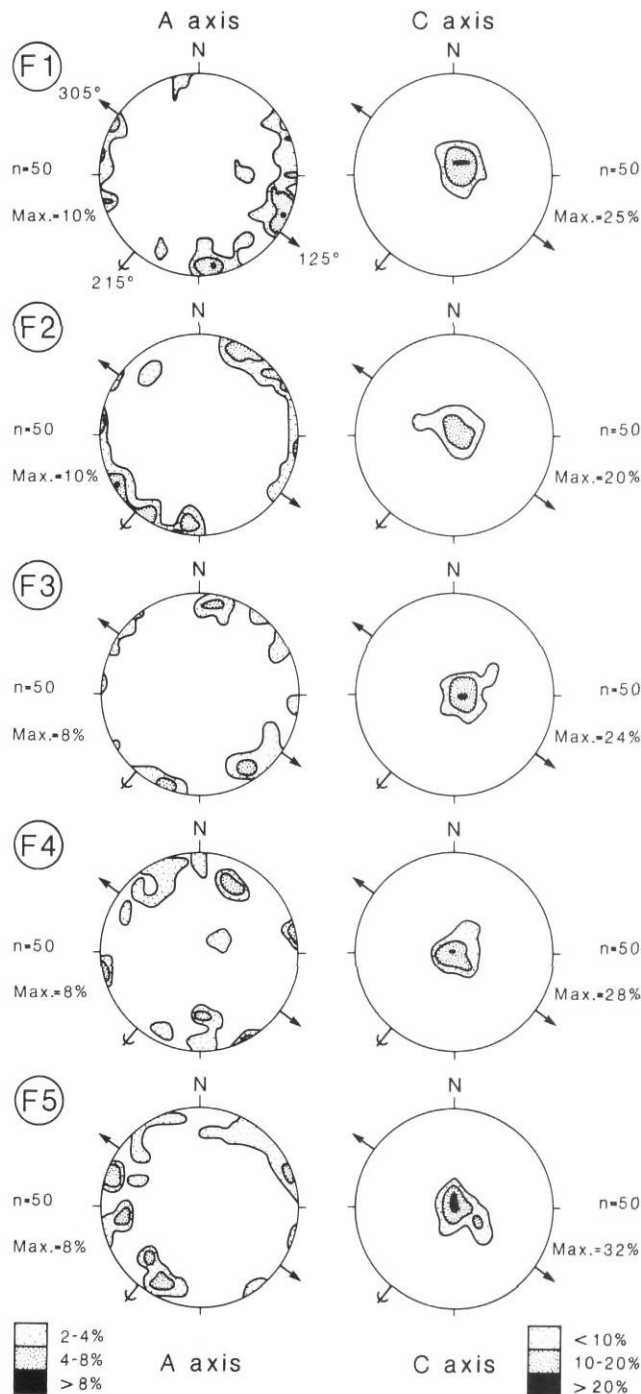 A axis C axis
F1 N N
305°
n=50 n=50
Max.=10% Max.=25%
215° 125°
F2 N N
n=50 n=50
Max.=10% Max.=20%
F3 N N
n=50 n=50
Max.=8% Max.=24%
F4 N N
n=50 n=50
Max.=8% Max.=28%
F5 N N
n=50 n=50
Max.=8% Max.=32%
2-4% <10%
4-8% 10-20%
>8% A axis C axis >20%